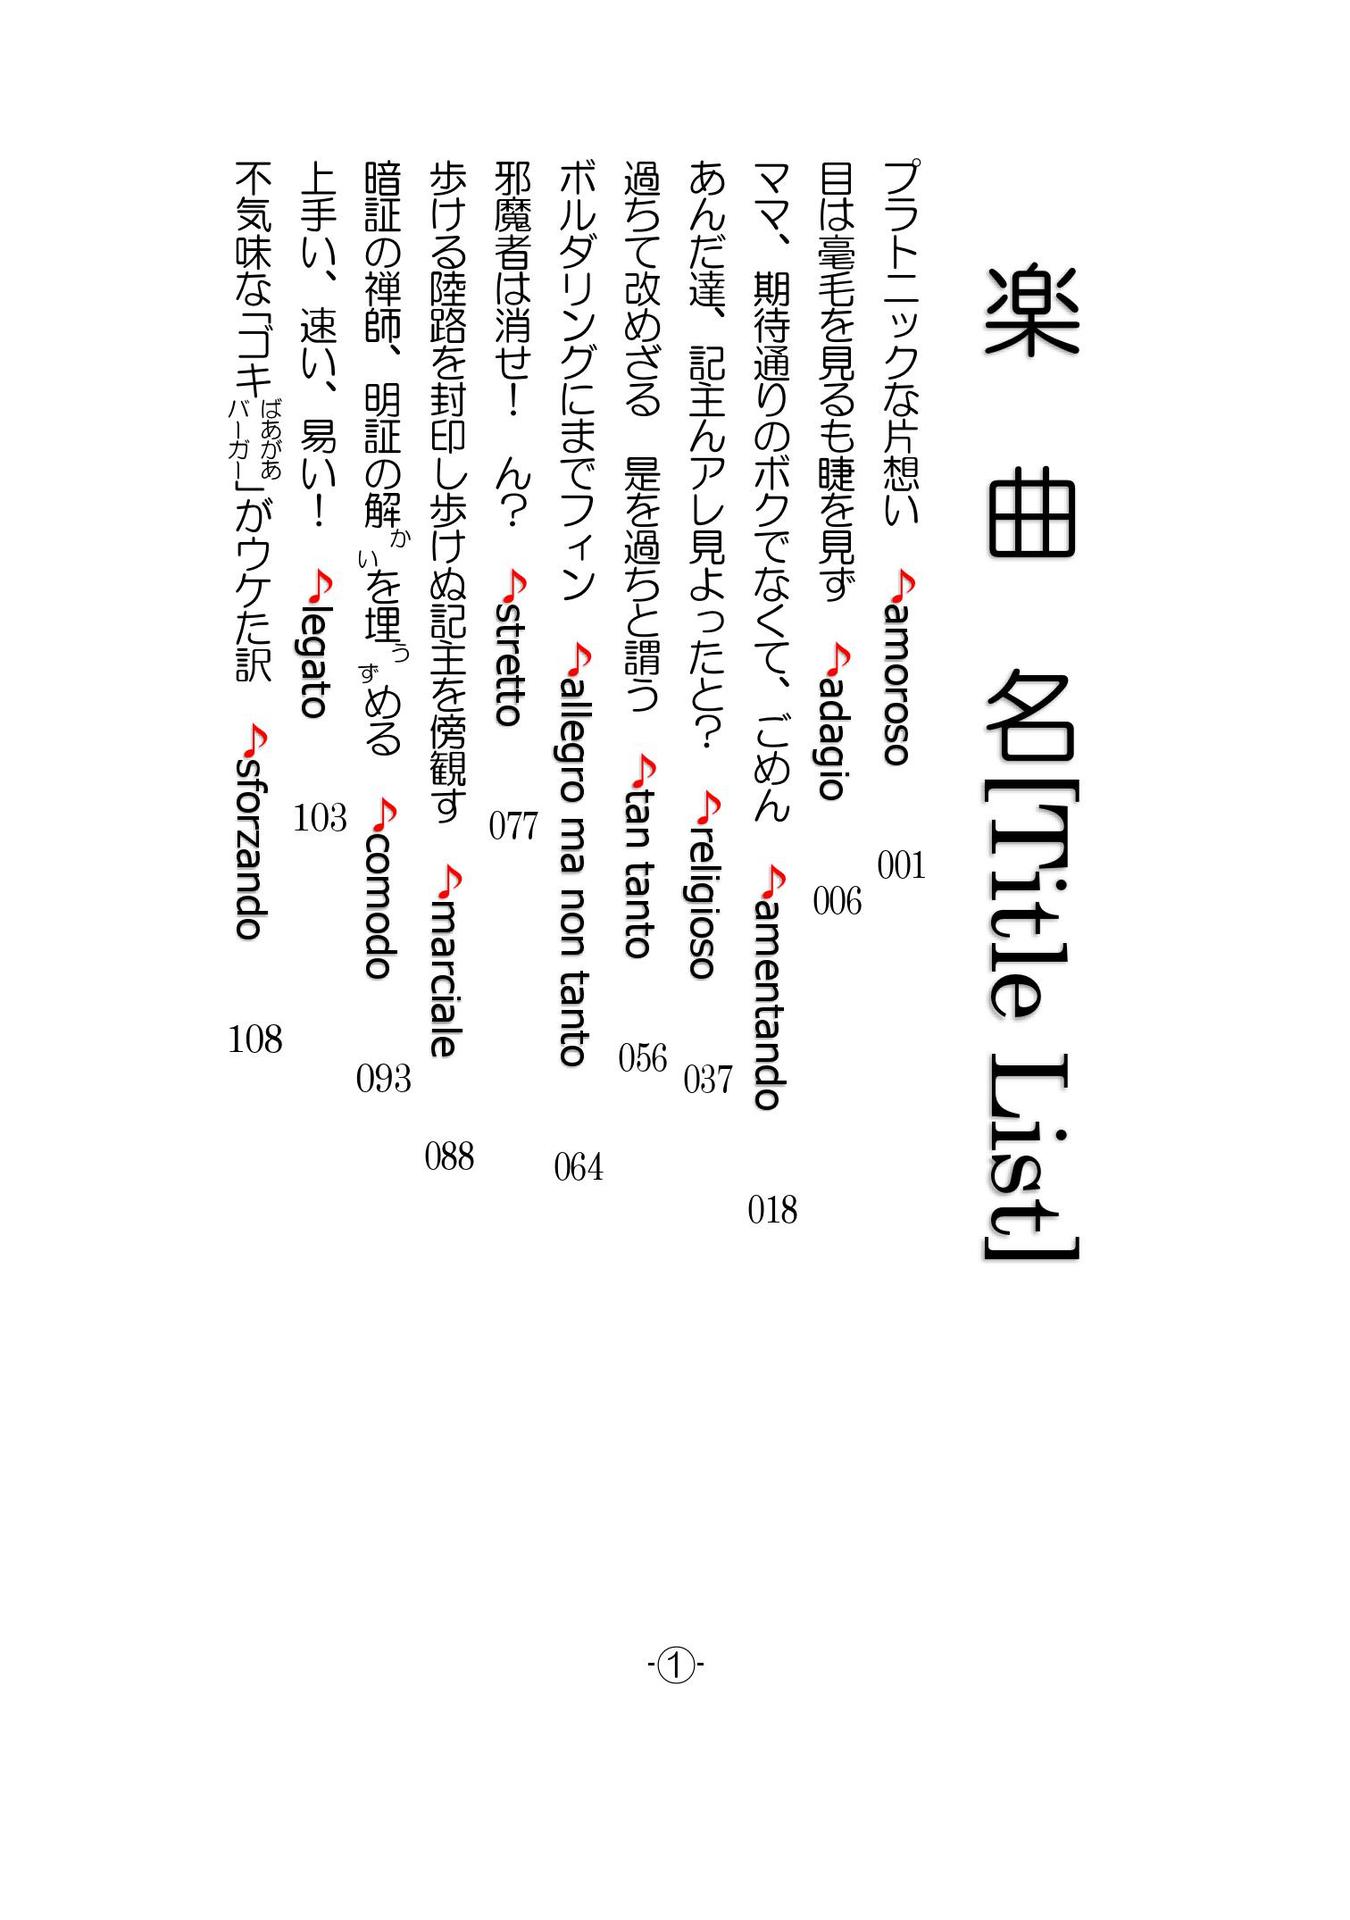 楽曲名[Title List]
プラトニックな片想い ♪amoroso 001
目は毫毛を見るも睫を見ず ♪adagio 006
ママ、期待通りのボクでなくて、ごめん ♪amentando 018
あんだ達、記主んアレ見よったと? ♪religioso 037
過ちて改めざる 是を過ちと謂う ♪tan tanto 056
ボルダリングにまでフィン ♪allegro ma non tanto 064
邪魔者は消せ! ん? ♪stretto 077
歩ける陸路を封印し歩けぬ記主を傍観す ♪marciale 088
暗証の禅師、明証の解かいを埋うずめる ♪comodo 093
上手い、速い、易い! ♪legato 103
不気味な「ゴキバーガーばあがあ」がウケた訳 ♪sforzando 108
-①-